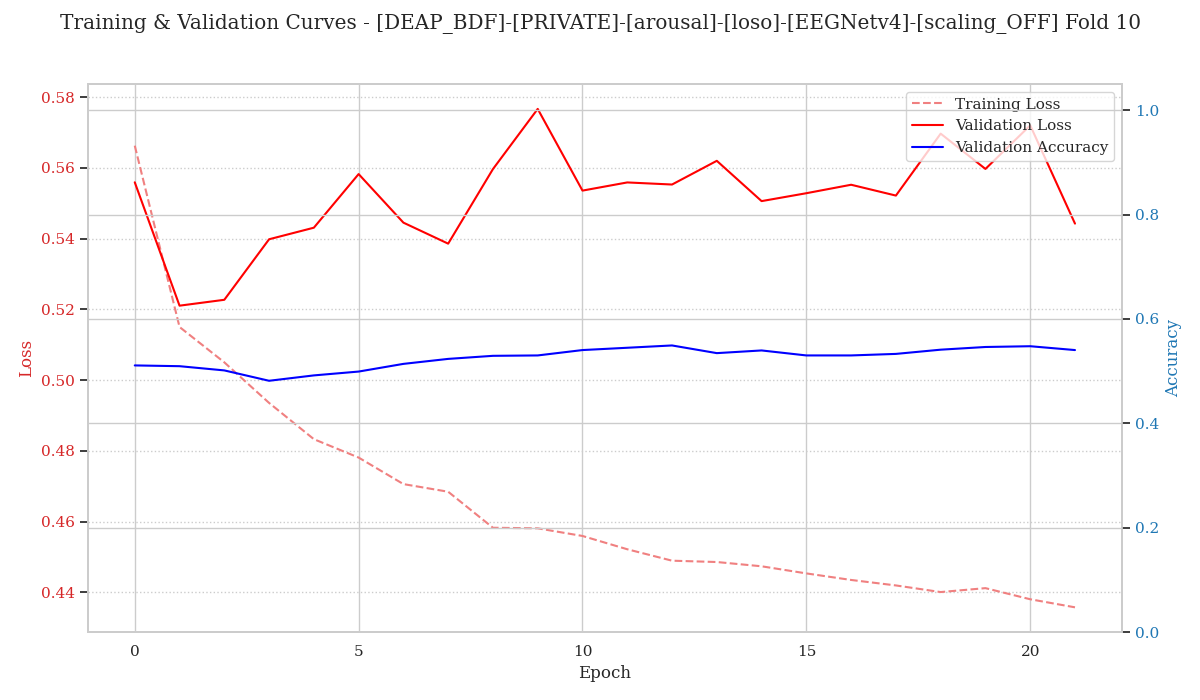 Training & Validation Curves - [DEAP_BDF]-[PRIVATE]-[arousal]-[loso]-[EEGNetv4]-[scaling_OFF] Fold 10
Training Loss
Validation Loss
Validation Accuracy
0.58
0.56
0.54
0.52
0.50
0.48
0.46
0.44
Loss
1.0
0.8
0.6
0.4
0.2
0.0
Accuracy
0
5
10
15
20
Epoch